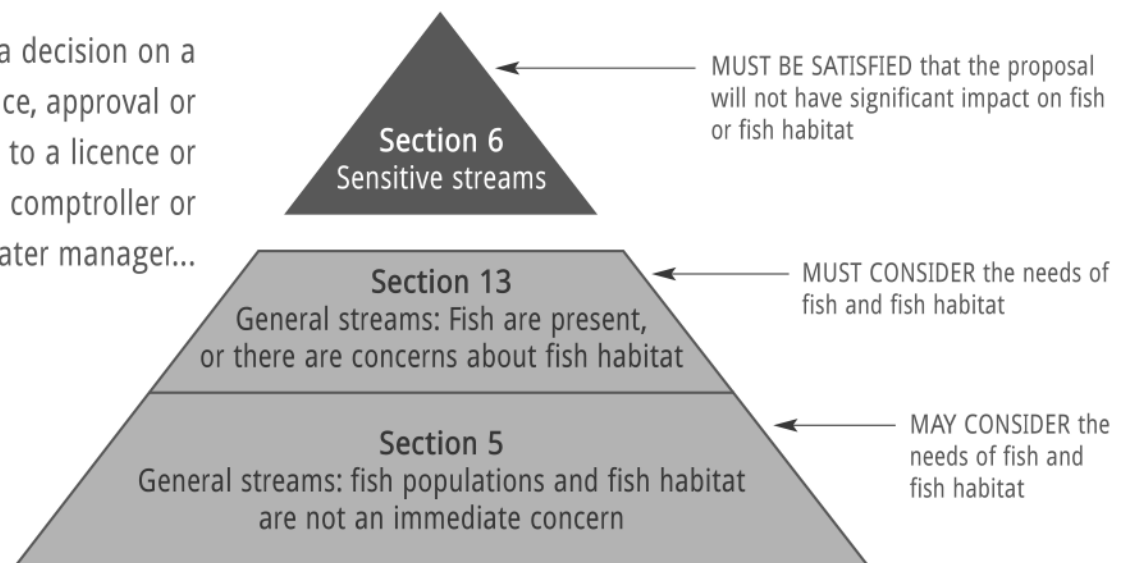 a decision on a
ce, approval or
to a licence or
comptroller or
ater manager...
MUST BE SATISFIED that the proposal
will not have significant impact on fish
or fish habitat
Section 6
Sensitive streams
MUST CONSIDER the needs of
fish and fish habitat
Section 13
General streams: Fish are present,
or there are concerns about fish habitat
MAY CONSIDER the
needs of fish and
fish habitat
Section 5
General streams: fish populations and fish habitat
are not an immediate concern